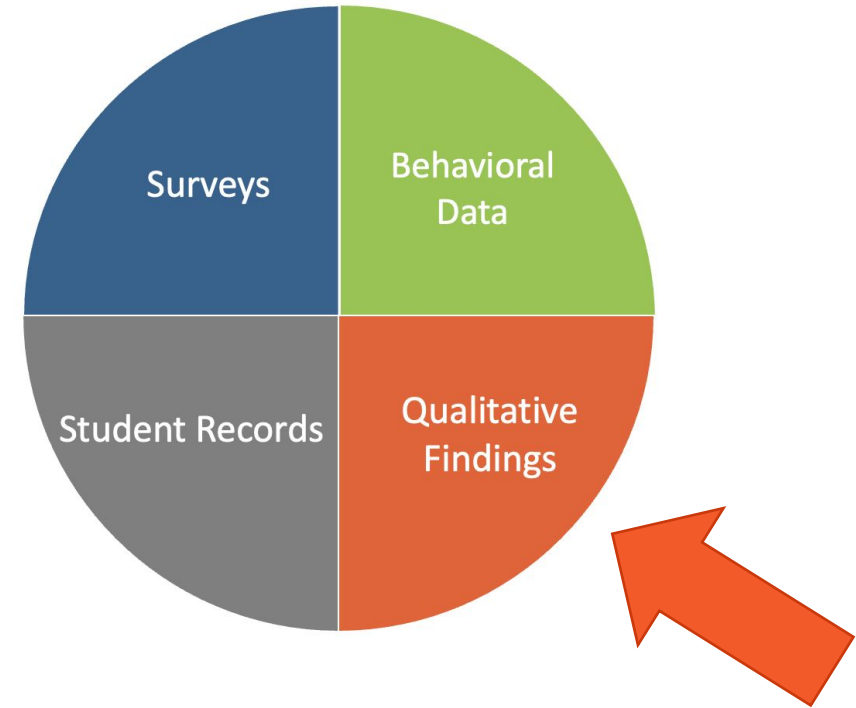 Surveys
Behavioral
Data
Student Records
Qualitative
Findings